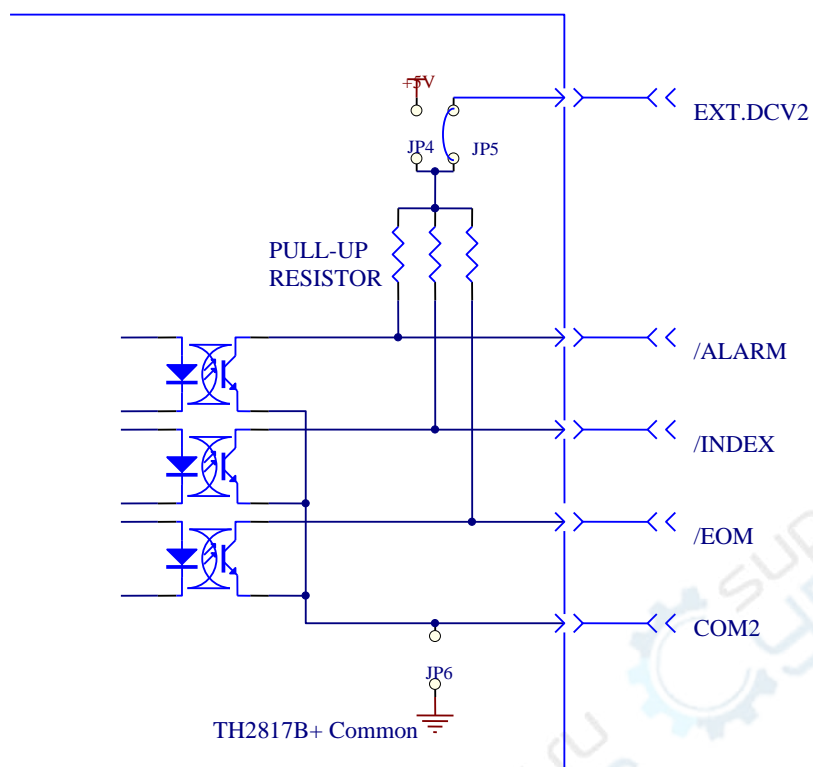 +5V
EXT.DCV2
JP4
JP5
PULL-UP
RESISTOR
/ALARM
/INDEX
/EOM
COM2
JP6
TH2817B+ Common